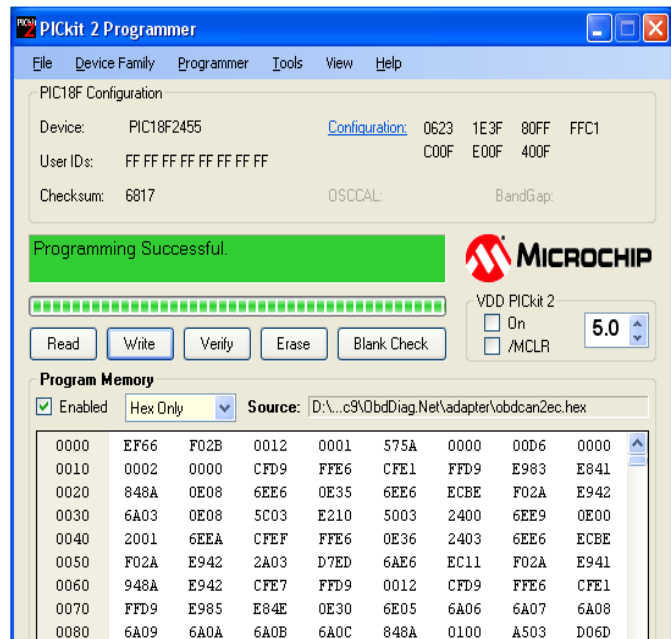 PICkit 2 Programmer
File Device Family Programmer Tools View Help
PIC18F Configuration
Device: PIC18F2455 Configuration: 0623 1E3F 80FF FFC1
C00F E00F 400F
User IDs: FF FF FF FF FF FF FF FF
Checksum: 6817 OSCCAL: BandGap:
Programming Successful.
MICROCHIP
VDD PICkit 2
On
/MCLR
5.0
Read Write Verify Erase Blank Check
Program Memory
Enabled Hex Only Source: D:\...c9\ObdDiag.Net\adapter\obdcan2ec.hex
0000 EF66 F02B 0012 0001 575A 0000 00D6 0000
0010 0002 0000 CFD9 FFE6 CFE1 FFD9 E983 E841
0020 848A 0E08 6EE6 0E35 6EE6 ECBE F02A E942
0030 6A03 0E08 5C03 E210 5003 2400 6EE9 0E00
0040 2001 6EEA CFEF FFE6 0E36 2403 6EE6 ECBE
0050 F02A E942 2A03 D7ED 6AE6 EC11 F02A E941
0060 948A E942 CFE7 FFD9 0012 CFD9 FFE6 CFE1
0070 FFD9 E985 E84E 0E30 6E05 6A06 6A07 6A08
0080 6A09 6A0A 6A0B 6A0C 848A 0100 A503 D06D